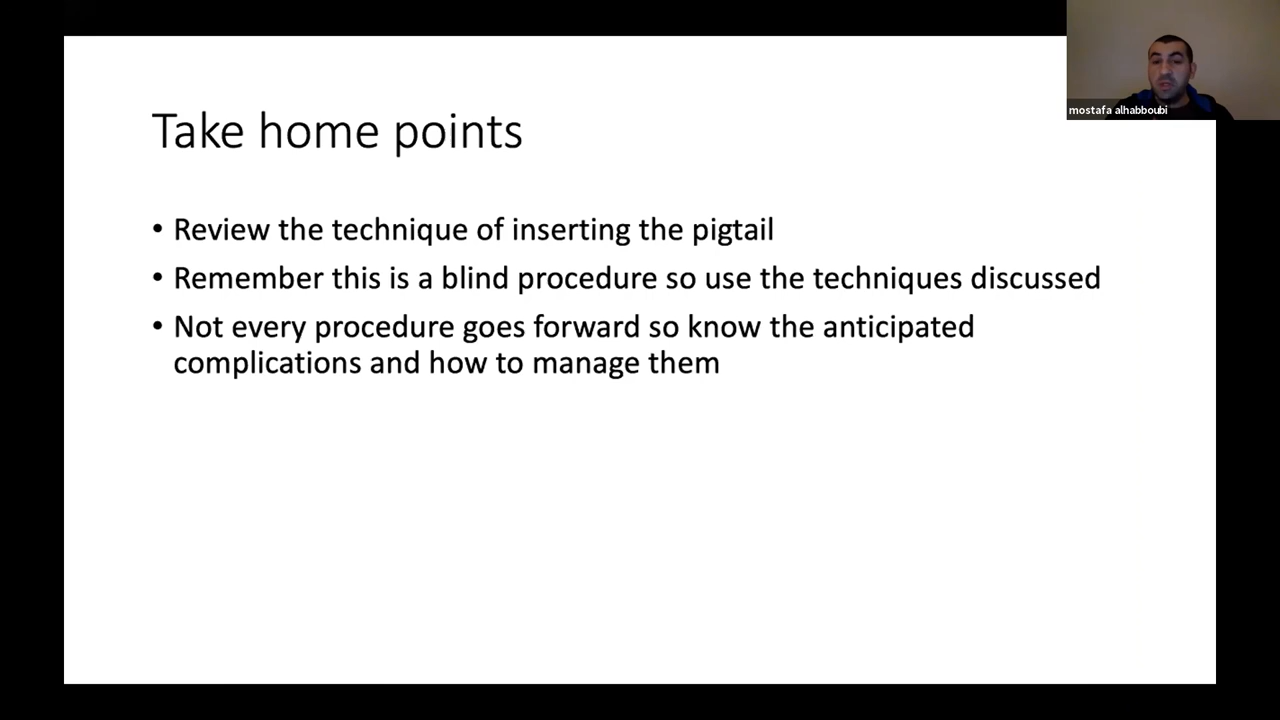 mostafa alhabboubi
Take home points
• Review the technique of inserting the pigtail
• Remember this is a blind procedure so use the techniques discussed
• Not every procedure goes forward so know the anticipated
complications and how to manage them